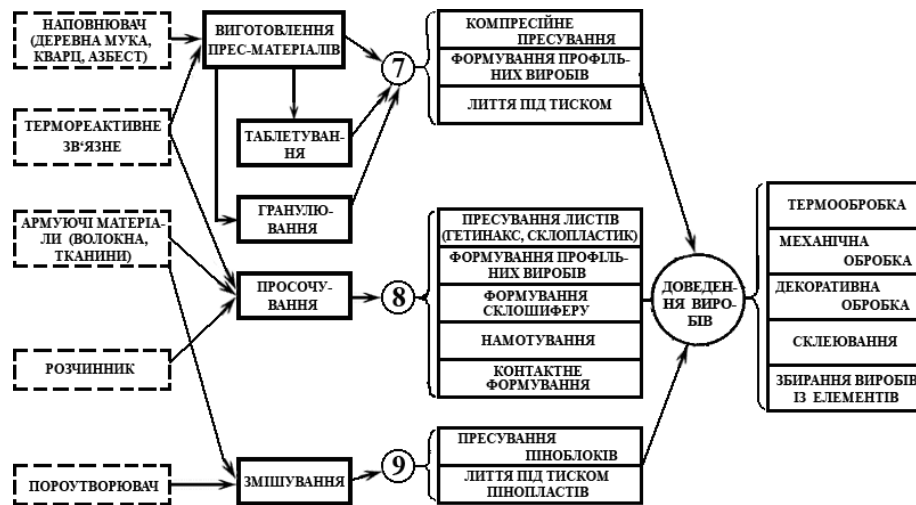 НАПОВНЮВАЧ
(ДЕРЕВНА МУКА,
КВАРЦ, АЗБЕСТ)
ТЕРМОРЕАКТИВНЕ
ЗВ‘ЯЗНЕ
АРМУЮЧІ МАТЕРІА-
ЛИ (ВОЛОКНА,
ТКАНИНИ)
РОЗЧИННИК
ПОРОУТВОРЮВАЧ
ВИГОТОВЛЕННЯ
ПРЕС-МАТЕРІАЛІВ
ТАБЛЕТУВАН-
НЯ
ГРАНУЛЮ-
ВАННЯ
ПРОСОЧУ-
ВАННЯ
ЗМІШУВАННЯ
7
8
9
КОМПРЕСІЙНЕ
ПРЕСУВАННЯ
ФОРМУВАННЯ ПРОФІЛЬ-
НИХ ВИРОБІВ
ЛИТТЯ ПІД ТИСКОМ
ПРЕСУВАННЯ ЛИСТІВ
(ГЕТИНАКС, СКЛОПЛАСТИК)
ФОРМУВАННЯ ПРОФІЛЬ-
НИХ ВИРОБІВ
ФОРМУВАННЯ
СКЛОШИФЕРУ
НАМОТУВАННЯ
КОНТАКТНЕ
ФОРМУВАННЯ
ПРЕСУВАННЯ
ПІНОБЛОКІВ
ЛИТТЯ ПІД ТИСКОМ
ПІНОПЛАСТІВ
ДОВЕДЕН-
НЯ ВИРО-
БІВ
ТЕРМООБРОБКА
МЕХАНІЧНА
ОБРОБКА
ДЕКОРАТИВНА
ОБРОБКА
СКЛЕЮВАННЯ
ЗБИРАННЯ ВИРОБІВ
ІЗ ЕЛЕМЕНТІВ